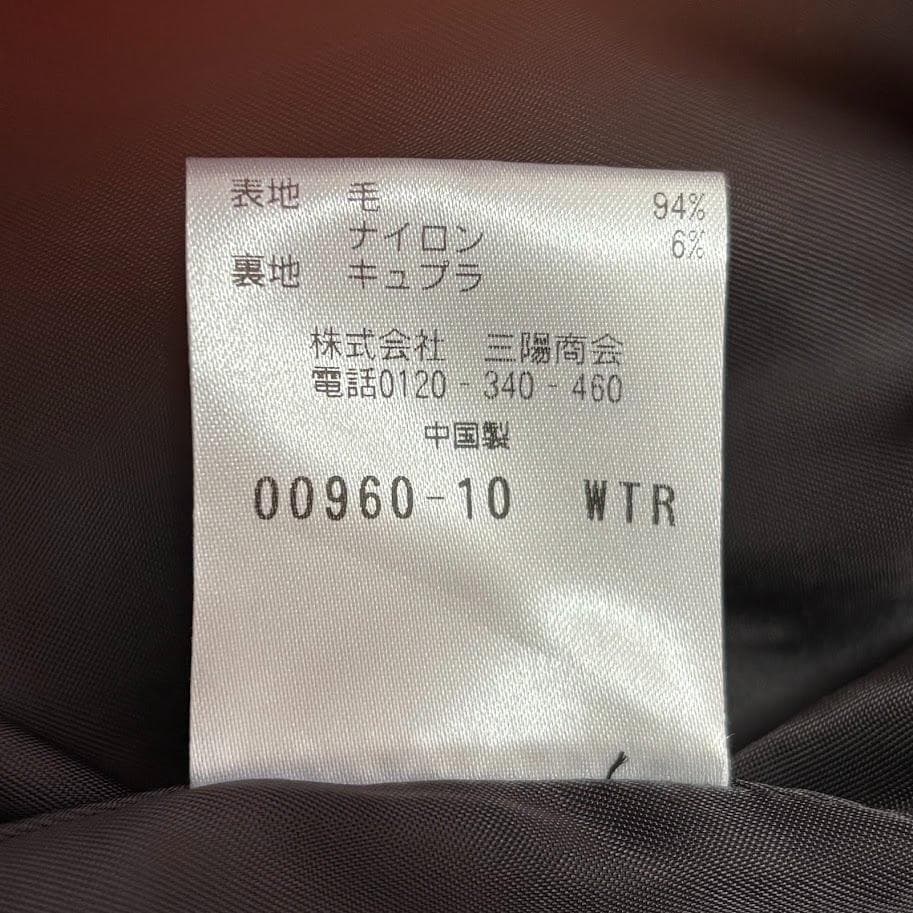 表地 毛 94%
ナイロン 6%
裏地 キュプラ
株式会社 三陽商会
電話0120-340-460
中国製
00960-10 WTR